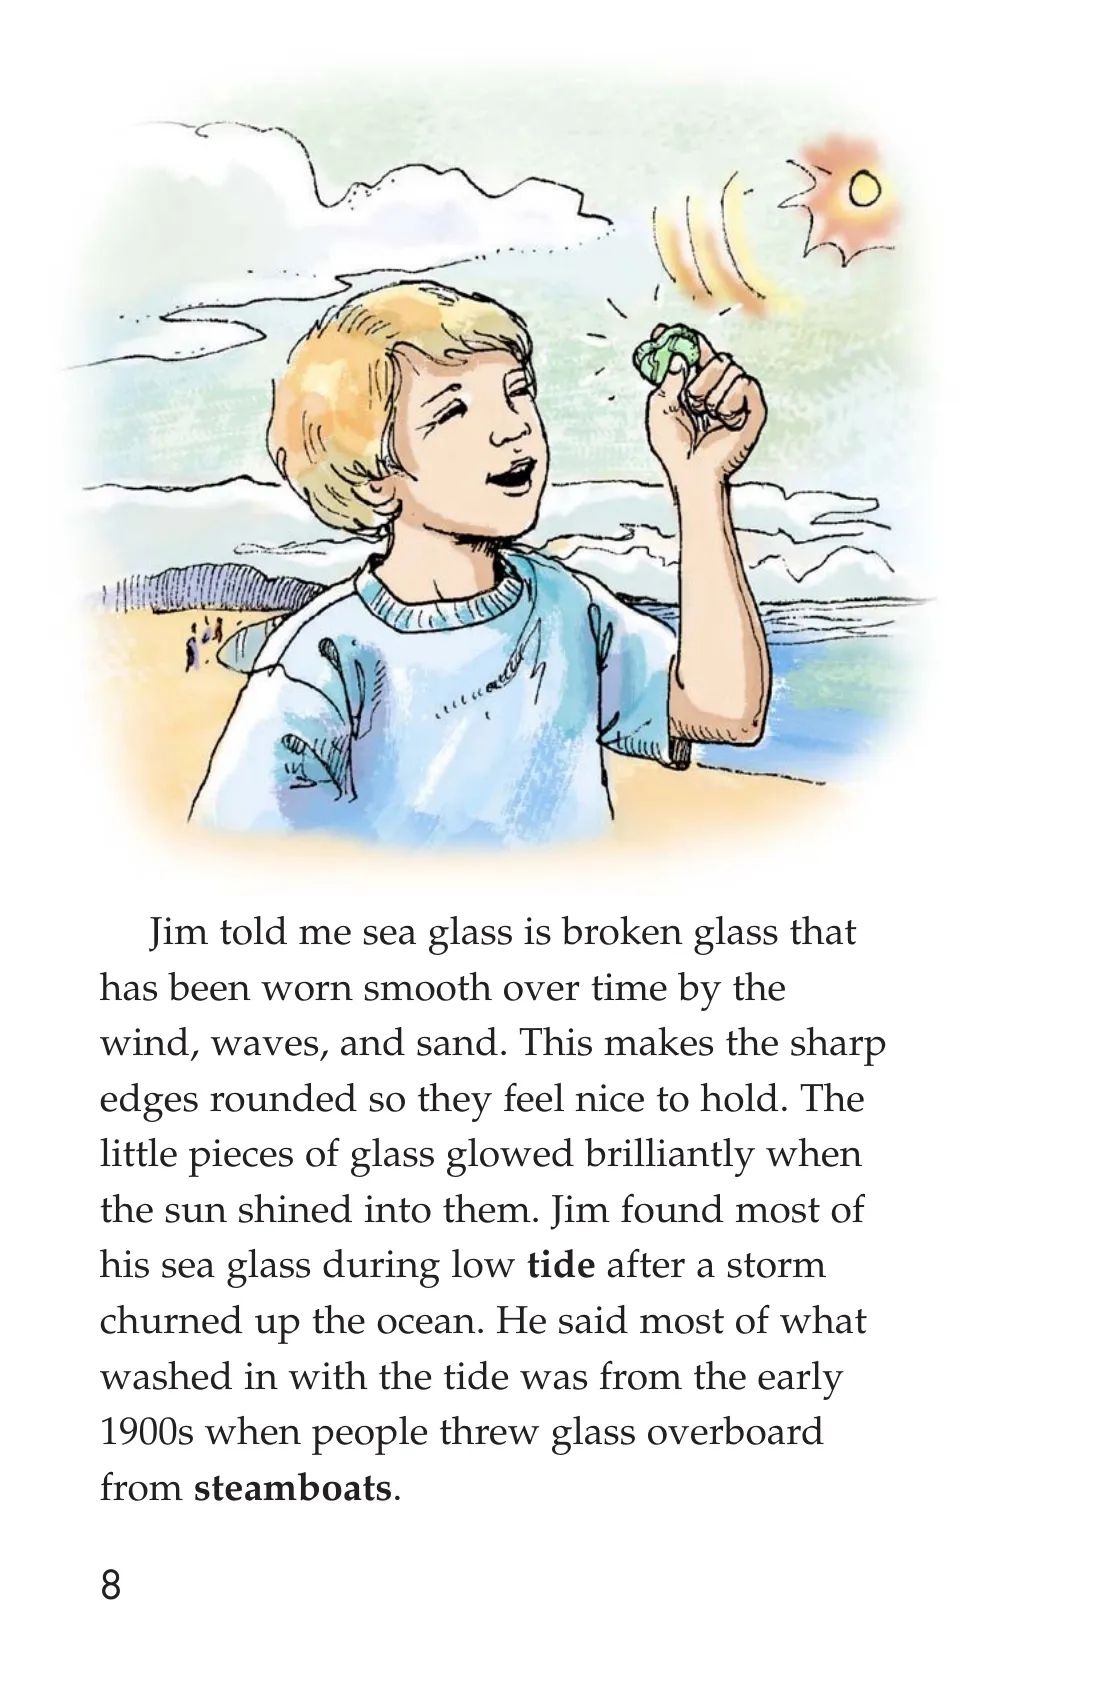 Jim told me sea glass is broken glass that
has been worn smooth over time by the
wind, waves, and sand. This makes the sharp
edges rounded so they feel nice to hold. The
little pieces of glass glowed brilliantly when
the sun shined into them. Jim found most of
his sea glass during low tide after a storm
churned up the ocean. He said most of what
washed in with the tide was from the early
1900s when people threw glass overboard
from steamboats.
8